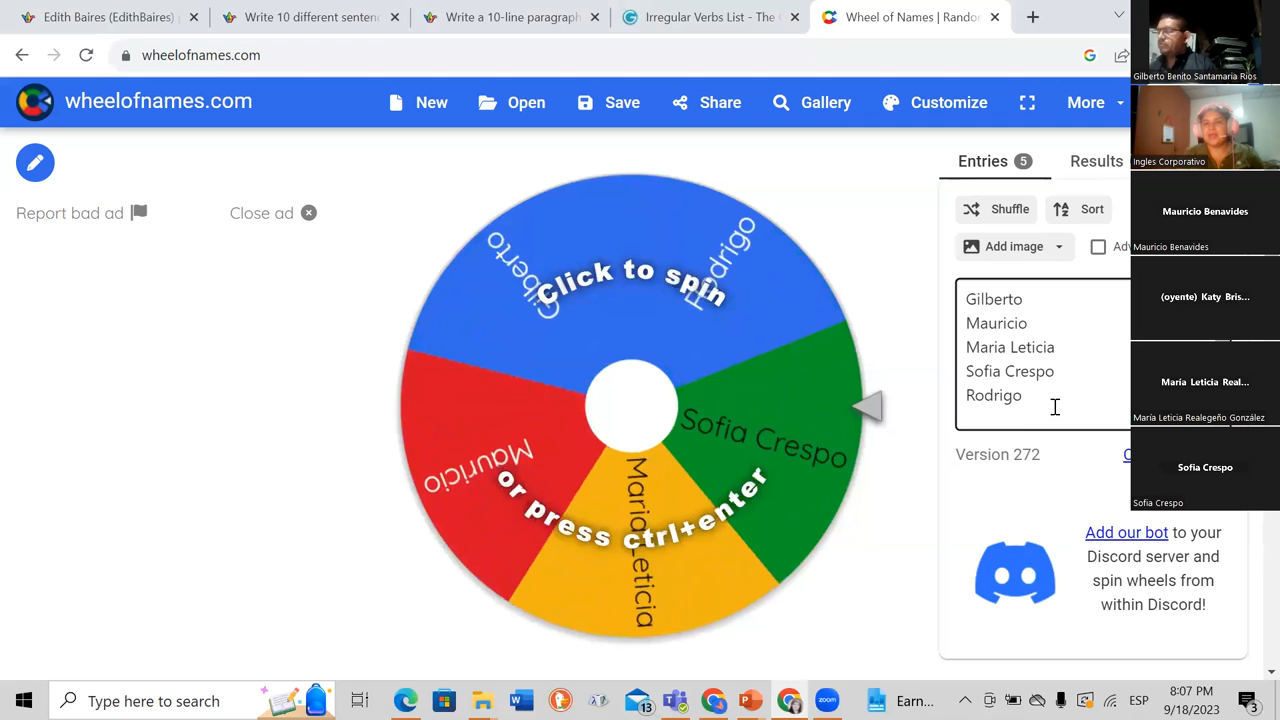 Edith Baires (EdithBaires)
Write 10 different senten
Write a 10-line paragraph
Irregular Verbs List - The
Wheel of Names | Rando
wheelofnames.com
Gilberto Benito Santamaria Rios
wheelofnames.com
New
Open
Save
Share
Gallery
Customize
More
Ingles Corporativo
Report bad ad
Close ad
Entries 5
Results
Shuffle
Sort
Add image
Ad
Gilberto
Rodrigo
Click to spin
Sofia Crespo
Maria Leticia
Mauricio
or press ctrl+enter
Gilberto
Mauricio
Maria Leticia
Sofia Crespo
Rodrigo
Version 272
Mauricio Benavides
Mauricio Benavides
(oyente) Katy Bris...
María Leticia Real...
María Leticia Realegeño González
Sofia Crespo
Sofia Crespo
Add our bot to your
Discord server and
spin wheels from
within Discord!
Type here to search
13
Earn...
ESP
8:07 PM
9/18/2023
3